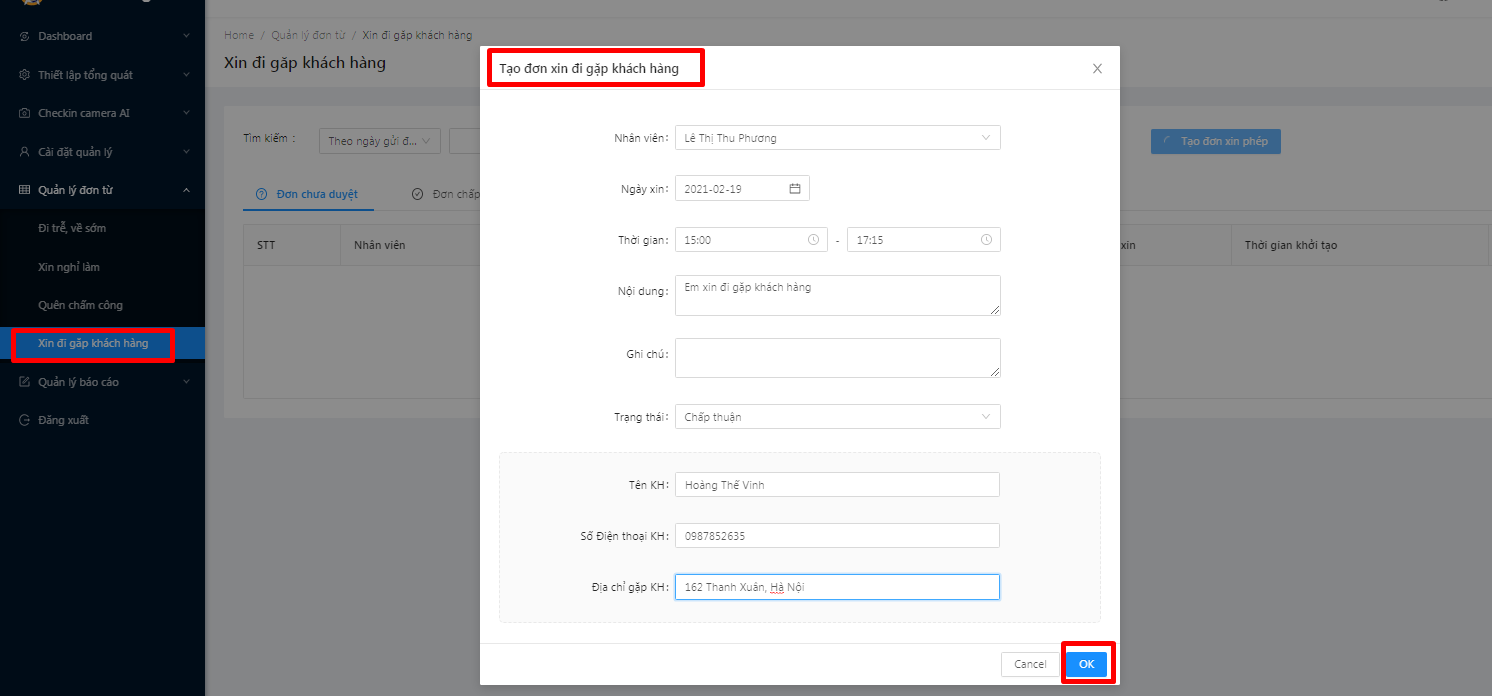 Dashboard
Thiết lập tổng quát
Checkin camera AI
Cài đặt quản lý
Quản lý đơn từ
Đi trễ, về sớm
Xin nghỉ làm
Quên chấm công
Xin đi gặp khách hàng
Quản lý báo cáo
Đăng xuất
Home / Quản lý đơn từ / Xin đi gặp khách hàng
Xin đi gặp khách hàng
Tìm kiếm :
Theo ngày gửi đ...
Tạo đơn xin phép
Đơn chưa duyệt
Đơn chấp
STT
Nhân viên
xin
Thời gian khởi tạo
Tạo đơn xin đi gặp khách hàng
Nhân viên: Lê Thị Thu Phương
Ngày xin: 2021-02-19
Thời gian: 15:00 - 17:15
Nội dung: Em xin đi gặp khách hàng
Ghi chú:
Trạng thái: Chấp thuận
Tên KH: Hoàng Thế Vinh
Số Điện thoại KH: 0987852635
Địa chỉ gặp KH: 162 Thanh Xuân, Hà Nội
Cancel
OK